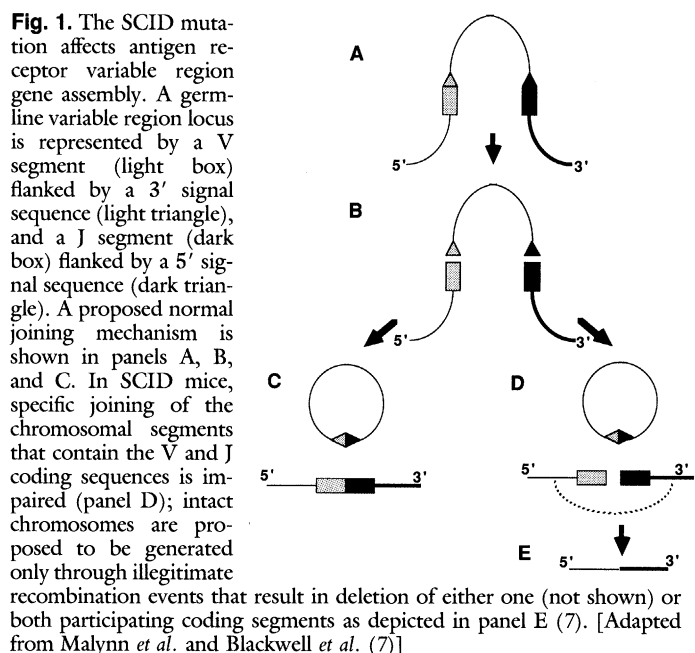 Fig. 1. The SCID muta-
tion affects antigen re-
ceptor variable region
gene assembly. A germ-
line variable region locus
is represented by a V
segment (light box)
flanked by a 3′ signal
sequence (light triangle),
and a J segment (dark
box) flanked by a 5′ sig-
nal sequence (dark trian-
gle). A proposed normal
joining mechanism is
shown in panels A, B,
and C. In SCID mice,
specific joining of the
chromosomal segments
that contain the V and J
coding sequences is im-
paired (panel D); intact
chromosomes are pro-
posed to be generated
only through illegitimate
recombination events that result in deletion of either one (not shown) or
both participating coding segments as depicted in panel E (7). [Adapted
from Malynn et al. and Blackwell et al. (7)]
A
5' 3'
B
5' 3'
C
5' 3'
D
5' 3'
E
5' 3'